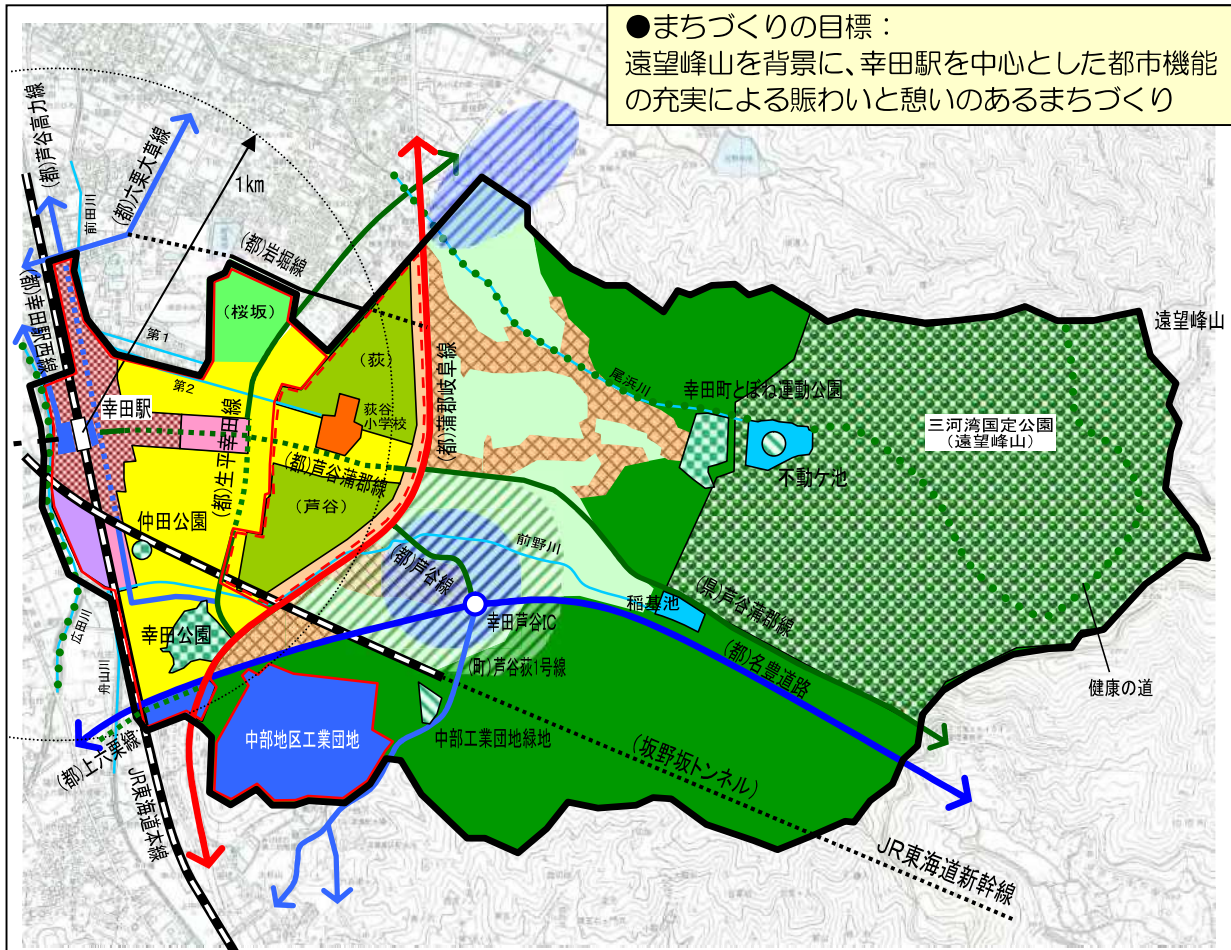 ●まちづくりの目標：
遠望峰山を背景に、幸田駅を中心とした都市機能
の充実による賑わいと憩いのあるまちづくり
(都)芦谷高力線
前田川
(都)六栗大草線
1km
(都)岩堀線
(桜坂)
第1
第2
(荻)
荻谷
小学校
幸田駅
(都)生平幸田線
(都)芦谷蒲郡線
(都)蒲郡岐阜線
(芦谷)
仲田公園
幸田公園
広田川
舟山川
尾浜川
幸田町とぼね運動公園
不動ケ池
遠望峰山
三河湾国定公園
(遠望峰山)
前野川
(都)芦谷線
幸田芦谷IC
(町)芦谷荻1号線
稲基池
(県)芦谷蒲郡線
(都)名豊道路
健康の道
中部地区工業団地
中部工業団地緑地
(都)上六栗線
JR東海道本線
(坂野坂トンネル)
JR東海道新幹線